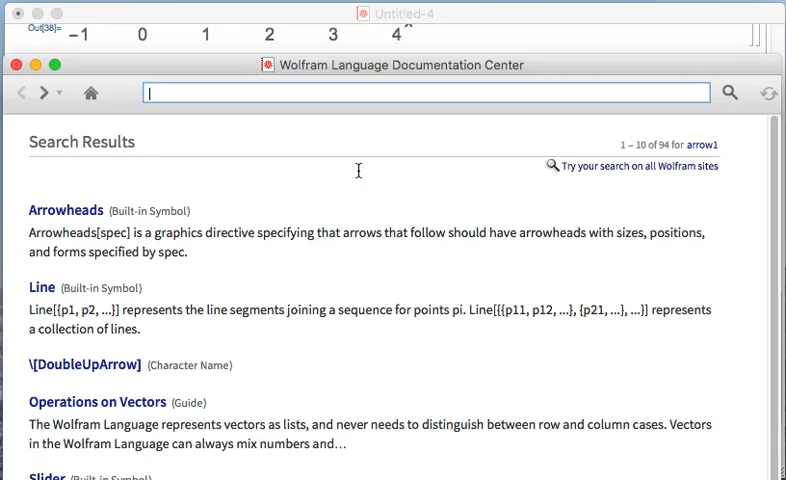 Untitled-4
Out[38]=
-1 0 1 2 3 4 x
Wolfram Language Documentation Center
Search Results
1 – 10 of 94 for arrow1
Try your search on all Wolfram sites
Arrowheads (Built-in Symbol)
Arrowheads[spec] is a graphics directive specifying that arrows that follow should have arrowheads with sizes, positions,
and forms specified by spec.
Line (Built-in Symbol)
Line[{p1, p2, ...}] represents the line segments joining a sequence for points pi. Line[{{p11, p12, ...}, {p21, ...}, ...}] represents
a collection of lines.
\[DoubleUpArrow] (Character Name)
Operations on Vectors (Guide)
The Wolfram Language represents vectors as lists, and never needs to distinguish between row and column cases. Vectors
in the Wolfram Language can always mix numbers and...
Slider (Built-in Symbol)